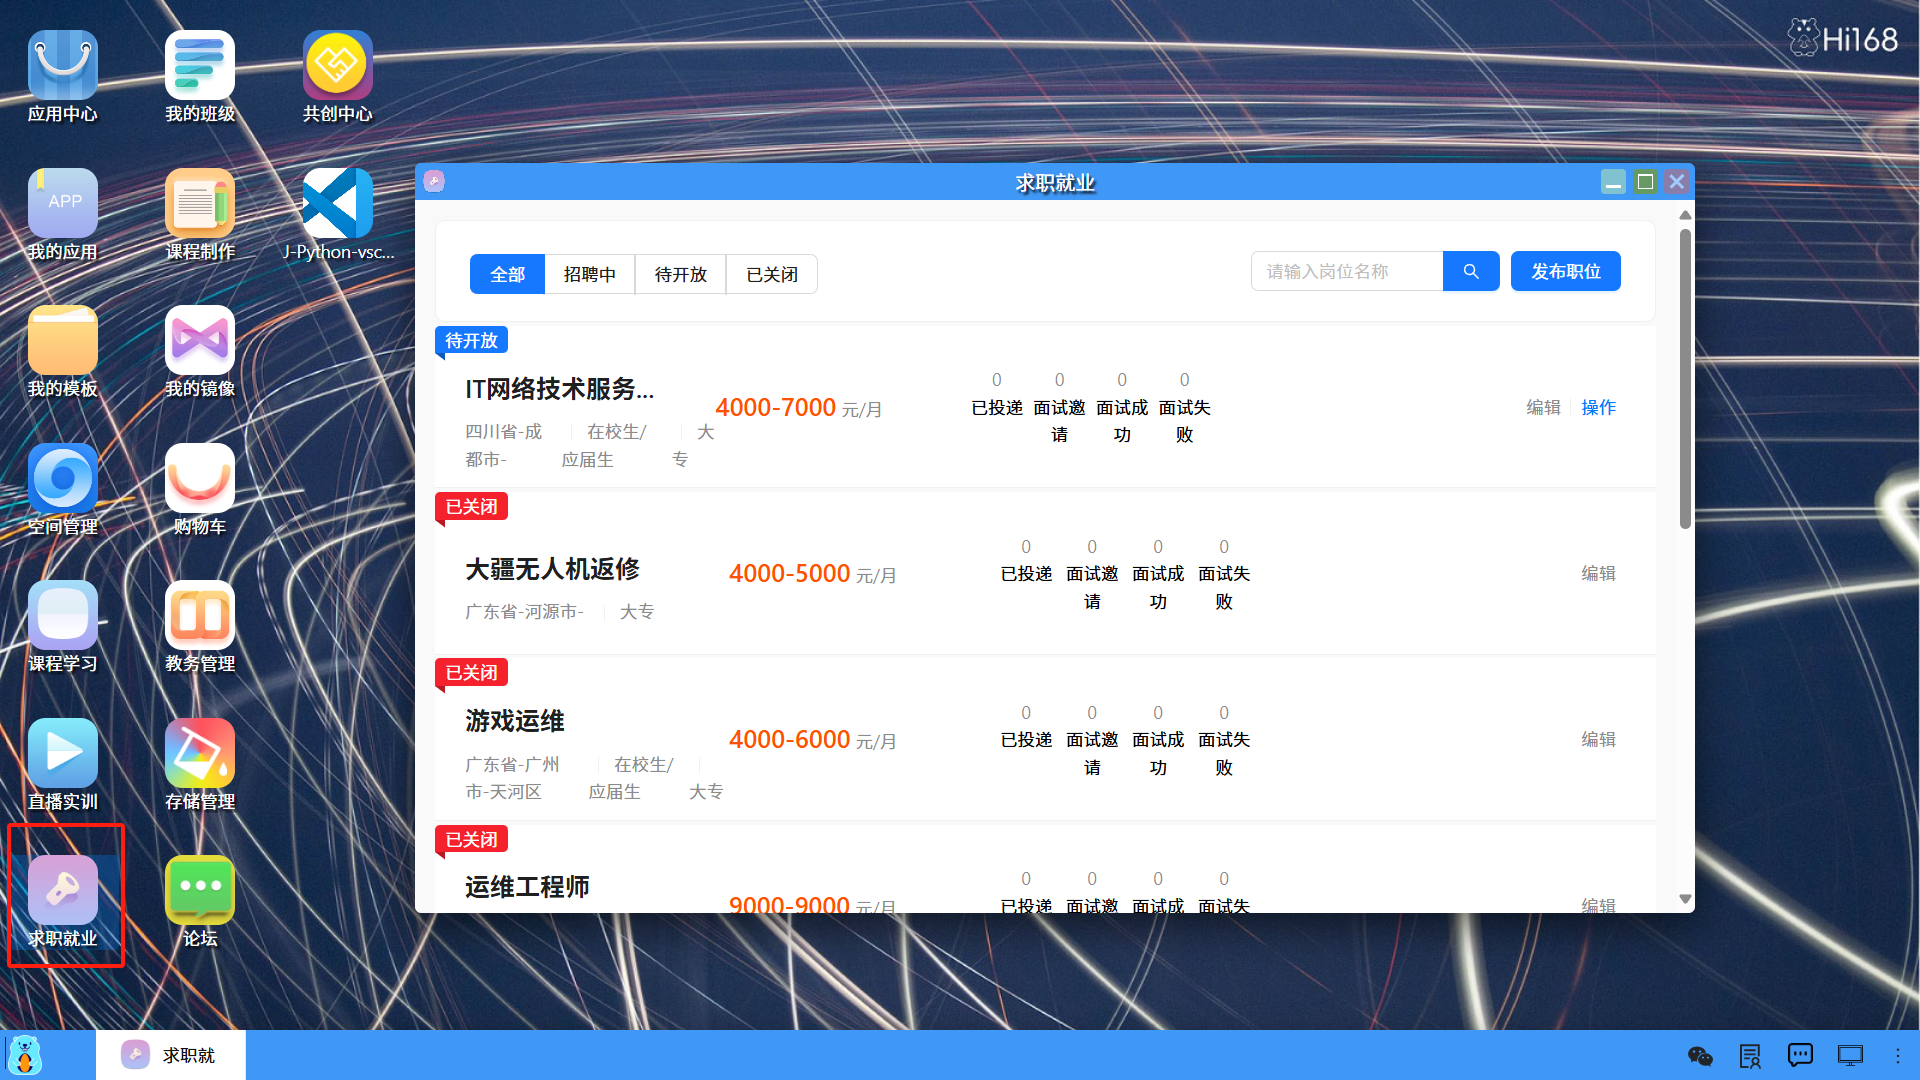 Hi168
应用中心
我的班级
共创中心
APP
我的应用
课程制作
J-Python-vsc...
我的模板
我的镜像
空间管理
购物车
课程学习
教务管理
直播实训
存储管理
求职就业
论坛
求职就业
全部
招聘中
待开放
已关闭
请输入岗位名称
发布职位
待开放
IT网络技术服务...
四川省-成
都市-
在校生/
应届生
大
专
4000-7000 元/月
0
已投递
0
面试邀
请
0
面试成
功
0
面试失
败
编辑
操作
已关闭
大疆无人机返修
广东省-河源市-
大专
4000-5000 元/月
0
已投递
0
面试邀
请
0
面试成
功
0
面试失
败
编辑
已关闭
游戏运维
广东省-广州
市-天河区
在校生/
应届生
大专
4000-6000 元/月
0
已投递
0
面试邀
请
0
面试成
功
0
面试失
败
编辑
已关闭
运维工程师
9000-9000 元/月
0
已投递
0
面试邀
0
面试成
0
面试失
编辑
求职就